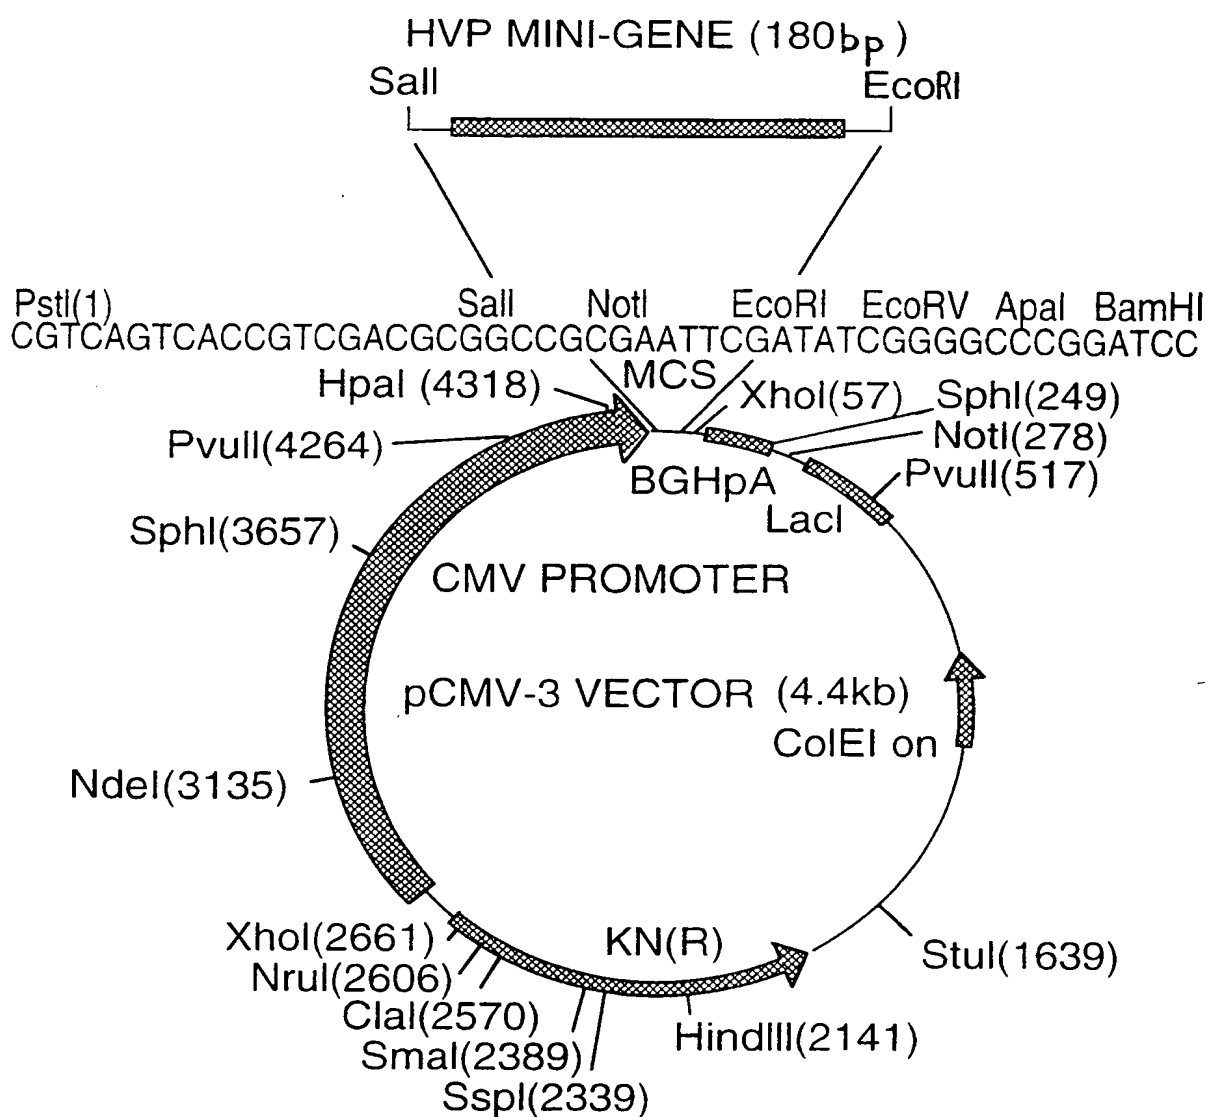 HVP MINI-GENE (180bp)
SalI EcoRI
PstI(1) SalI NotI EcoRI EcoRV ApaI BamHI
CGTCAGTCACCGTCGACGCGGCCGCGAATTCGATATCGGGGCCCGGATCC
MCS
HpaI (4318)
XhoI(57)
SphI(249)
NotI(278)
PvuII(4264)
PvuII(517)
BGHpA
LacI
SphI(3657)
CMV PROMOTER
pCMV-3 VECTOR (4.4kb)
ColEI on
NdeI(3135)
XhoI(2661)
KN(R)
StuI(1639)
NruI(2606)
ClaI(2570)
HindIII(2141)
SmaI(2389)
SspI(2339)